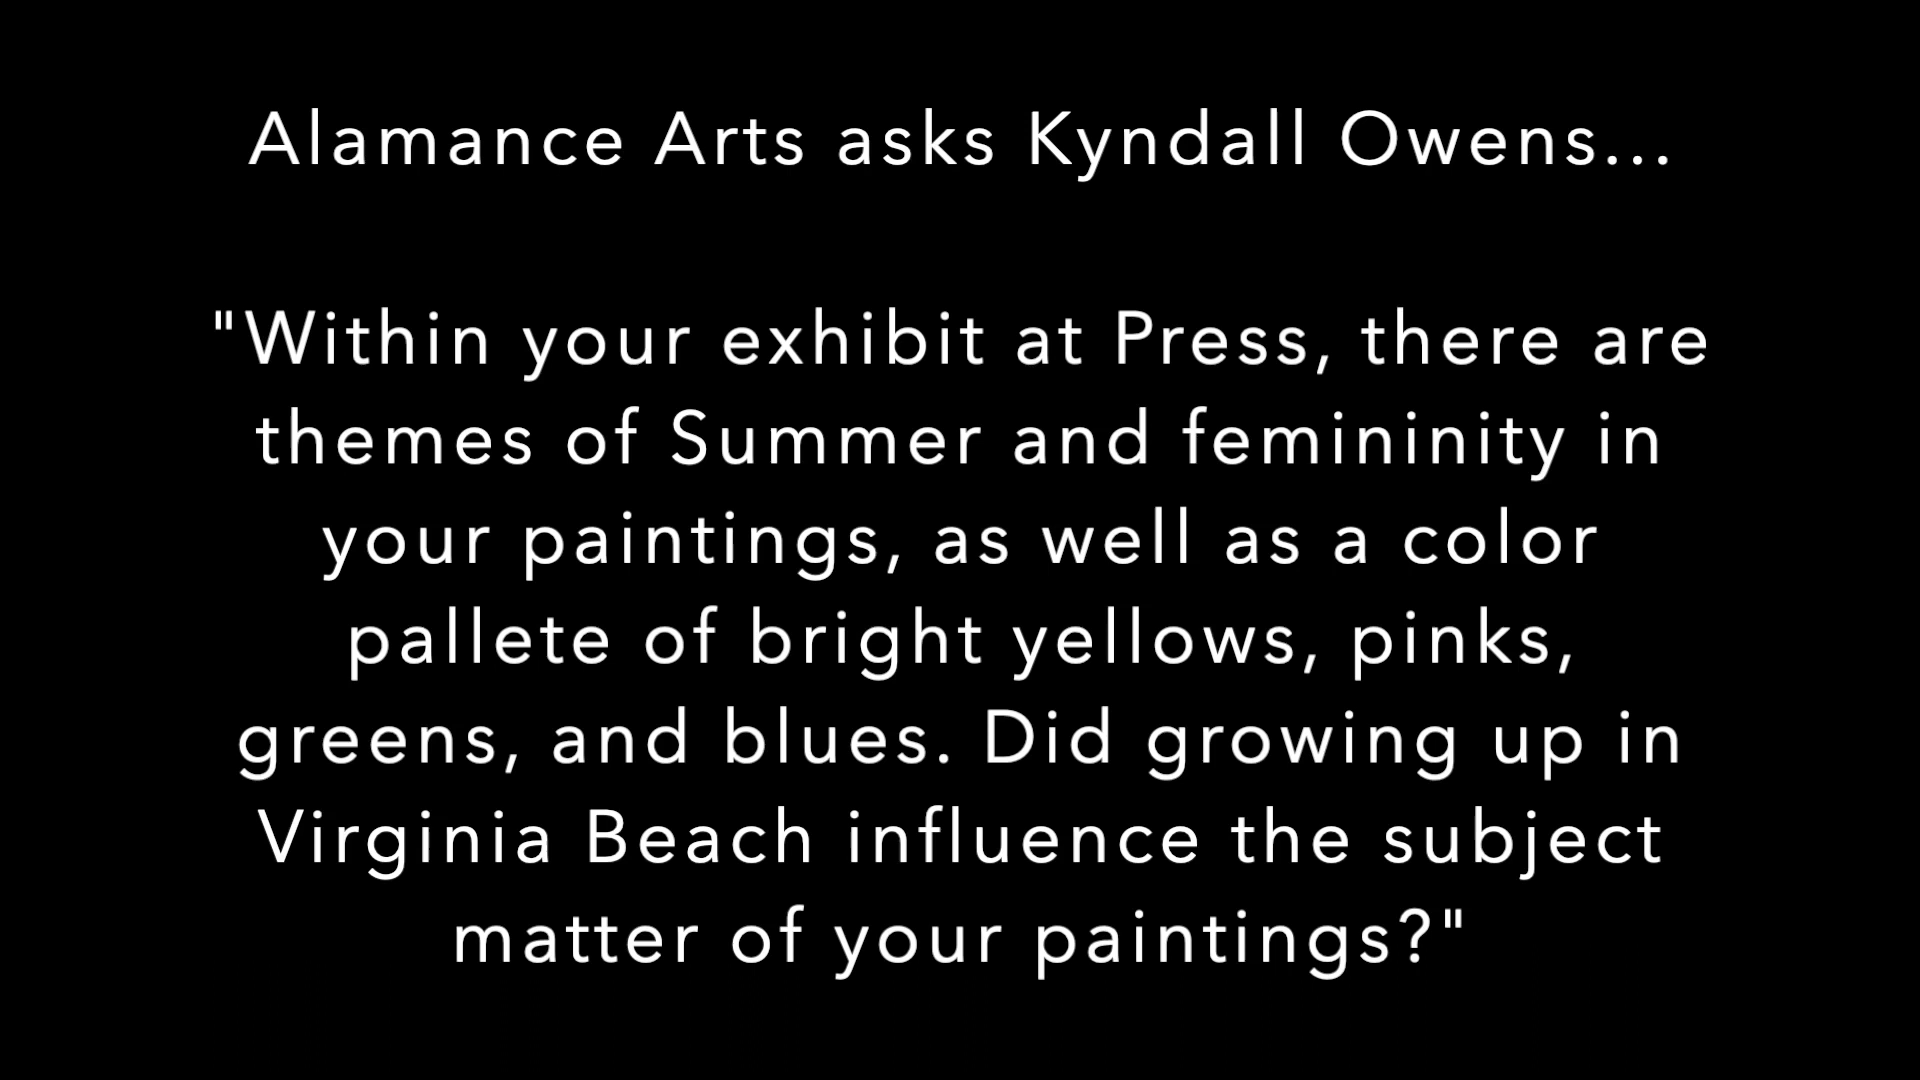 Alamance Arts asks Kyndall Owens...
"Within your exhibit at Press, there are
themes of Summer and femininity in
your paintings, as well as a color
pallete of bright yellows, pinks,
greens, and blues. Did growing up in
Virginia Beach influence the subject
matter of your paintings?"